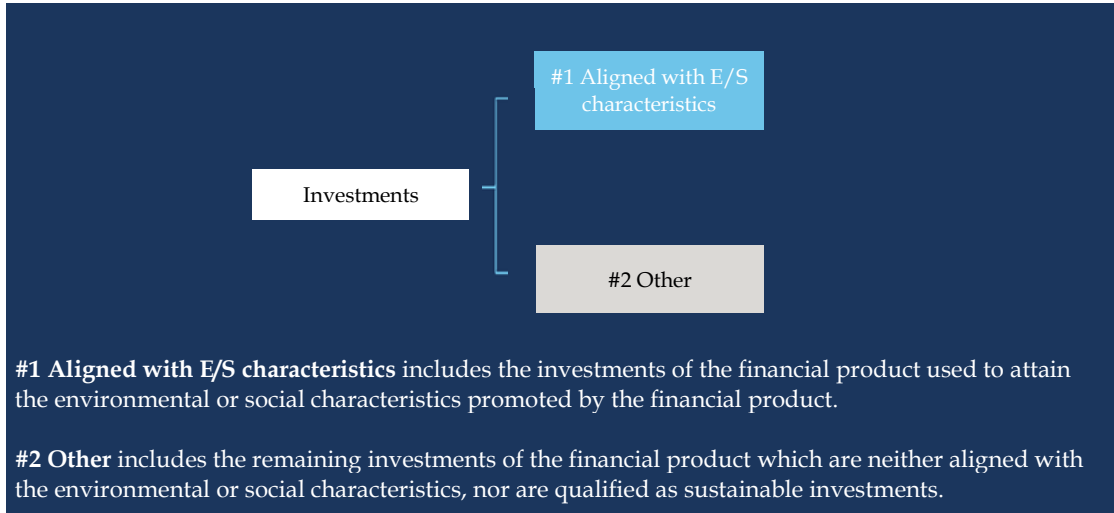 #1 Aligned with E/S
characteristics
Investments
#2 Other
#1 Aligned with E/S characteristics includes the investments of the financial product used to attain
the environmental or social characteristics promoted by the financial product.
#2 Other includes the remaining investments of the financial product which are neither aligned with
the environmental or social characteristics, nor are qualified as sustainable investments.